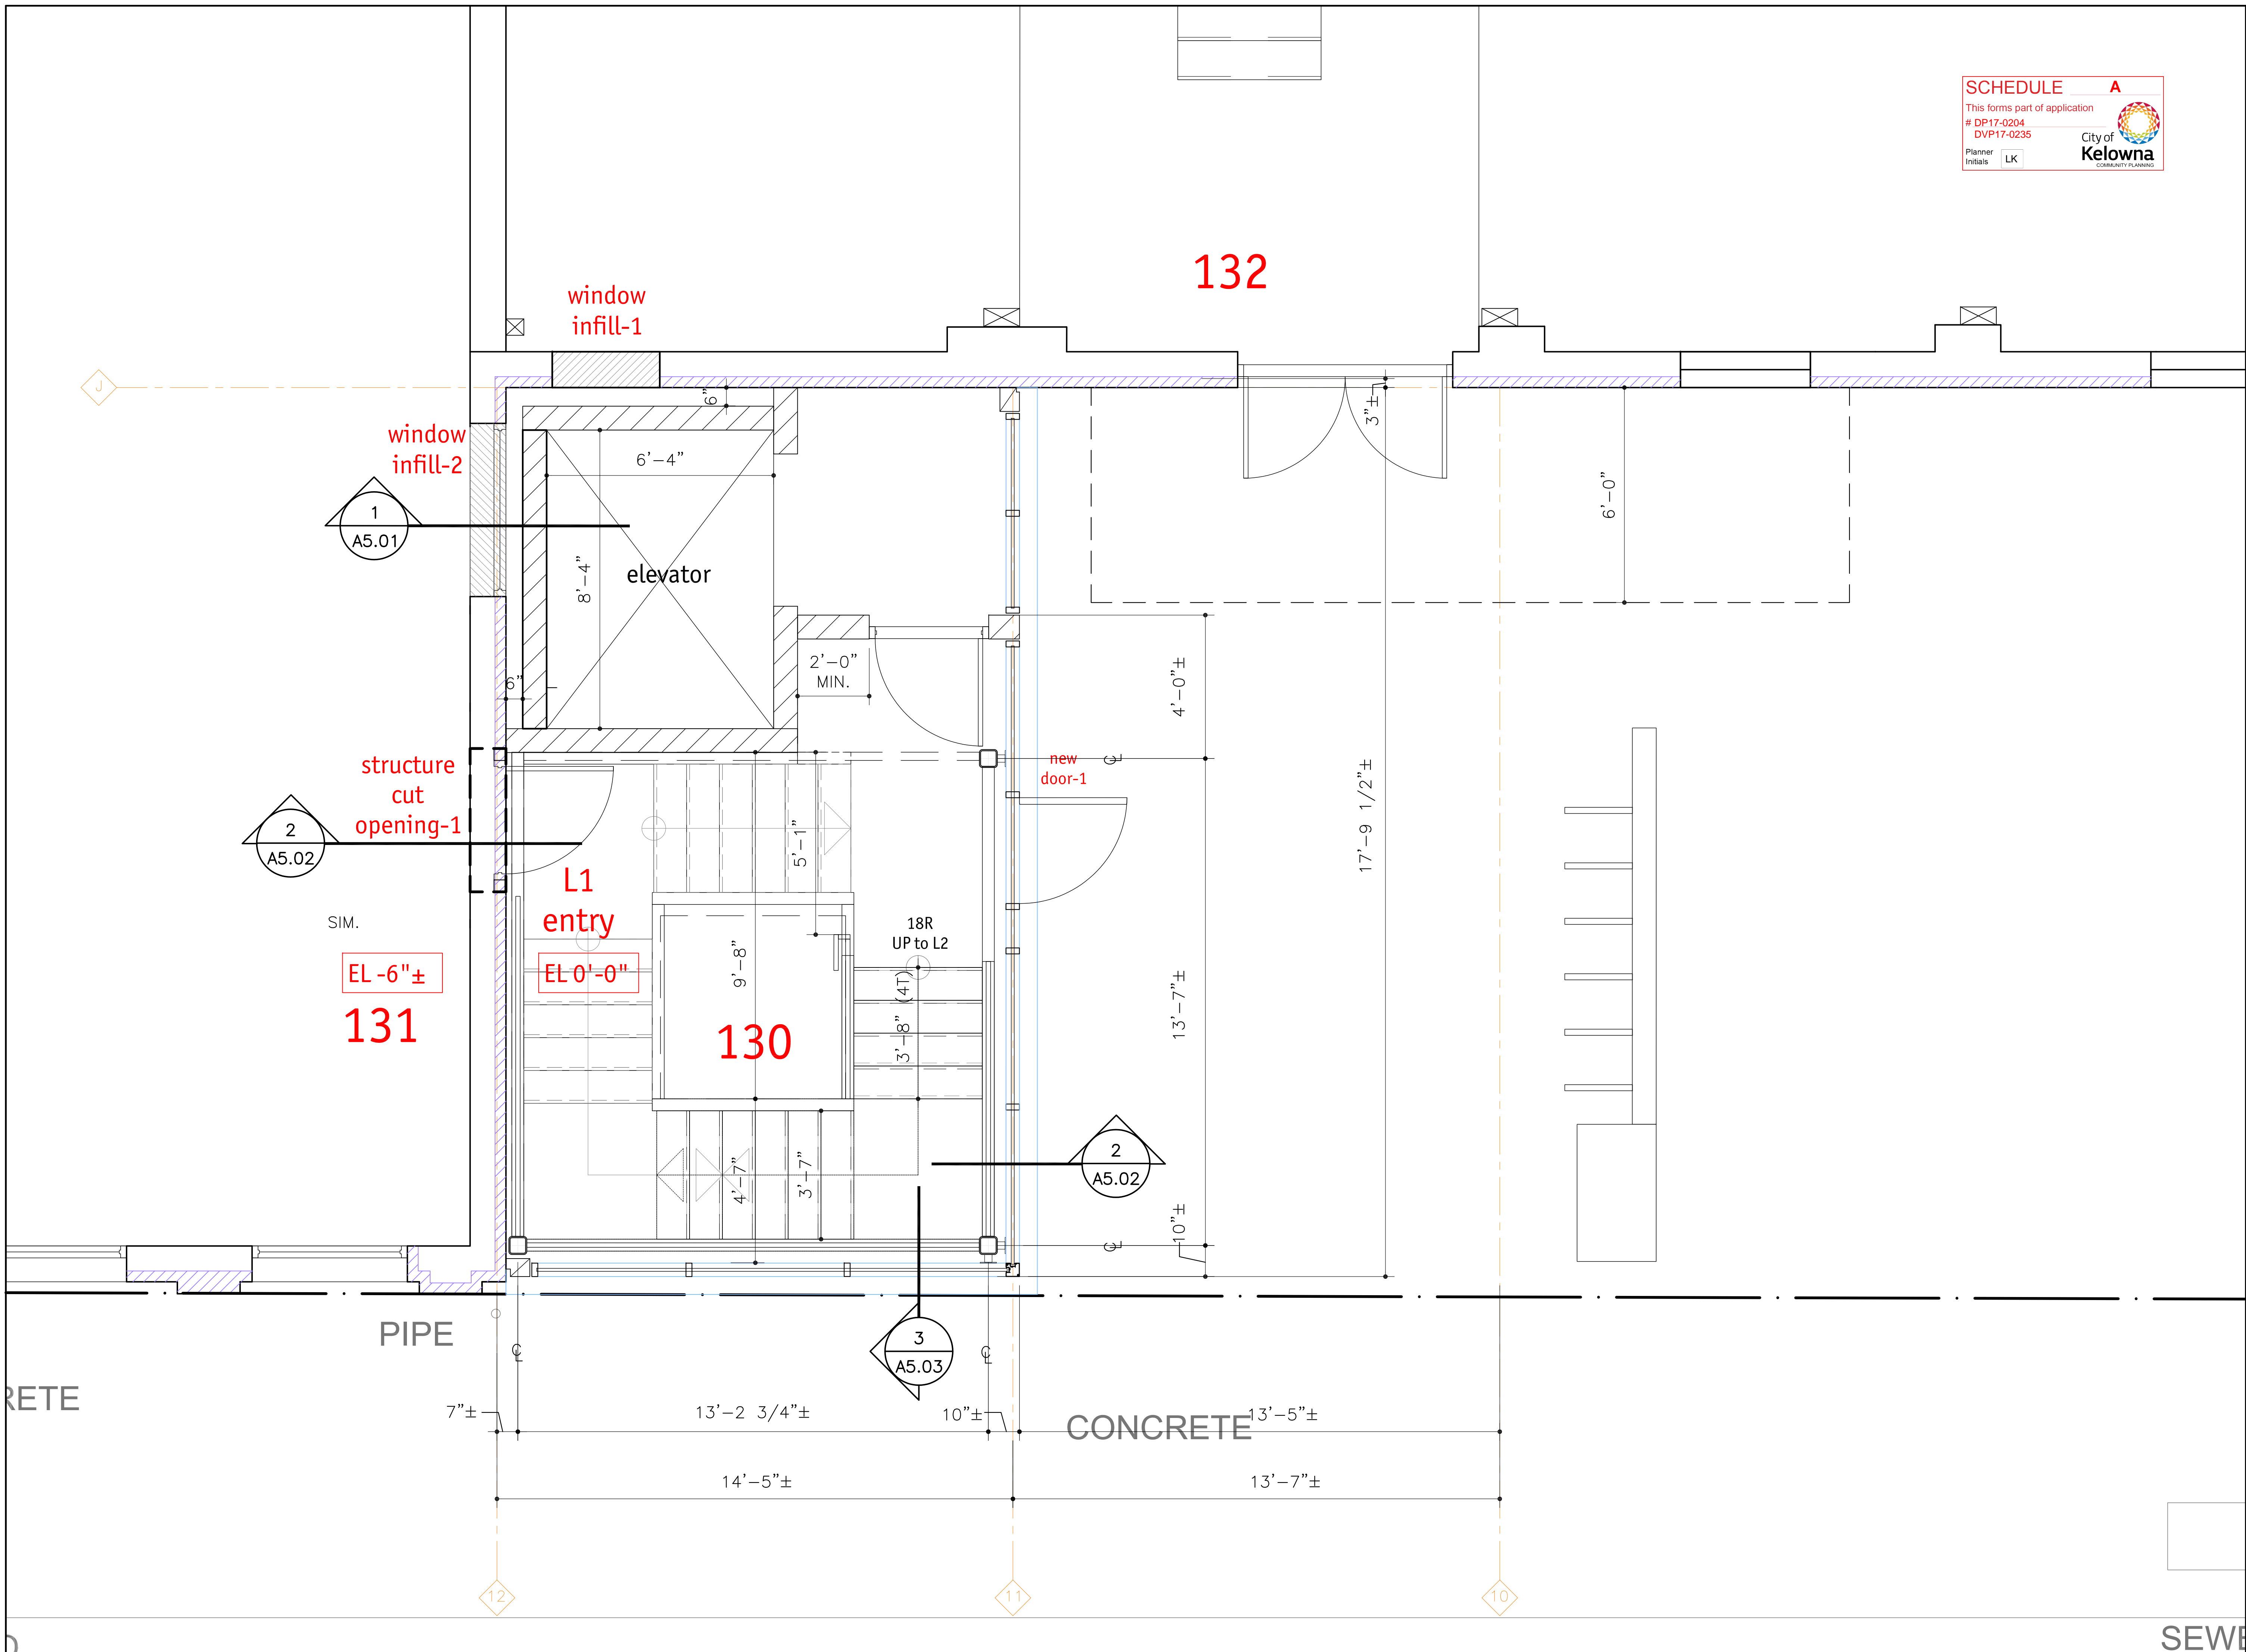 SCHEDULE A
This forms part of application
# DP17-0204
DVP17-0235
City of
Kelowna
COMMUNITY PLANNING
Planner
Initials
LK
132
window
infill-1
J
6"
3"±
window
infill-2
6'-4"
6'-0"
1
A5.01
8'-4"
elevator
2'-0"
MIN.
6"
4'-0"±
structure
cut
opening-1
new
door-1
17'-9 1/2"±
2
A5.02
5'-1"
L1
entry
SIM.
18R
UP to L2
EL -6"±
EL 0'-0"
9'-8"
3'-8" (4T)
13'-7"±
131
130
4'-7"
3'-7"
2
A5.02
10"±
PIPE
3
A5.03
RETE
7"±
13'-2 3/4"±
10"±
CONCRETE
13'-5"±
14'-5"±
13'-7"±
12
11
10
SEWE